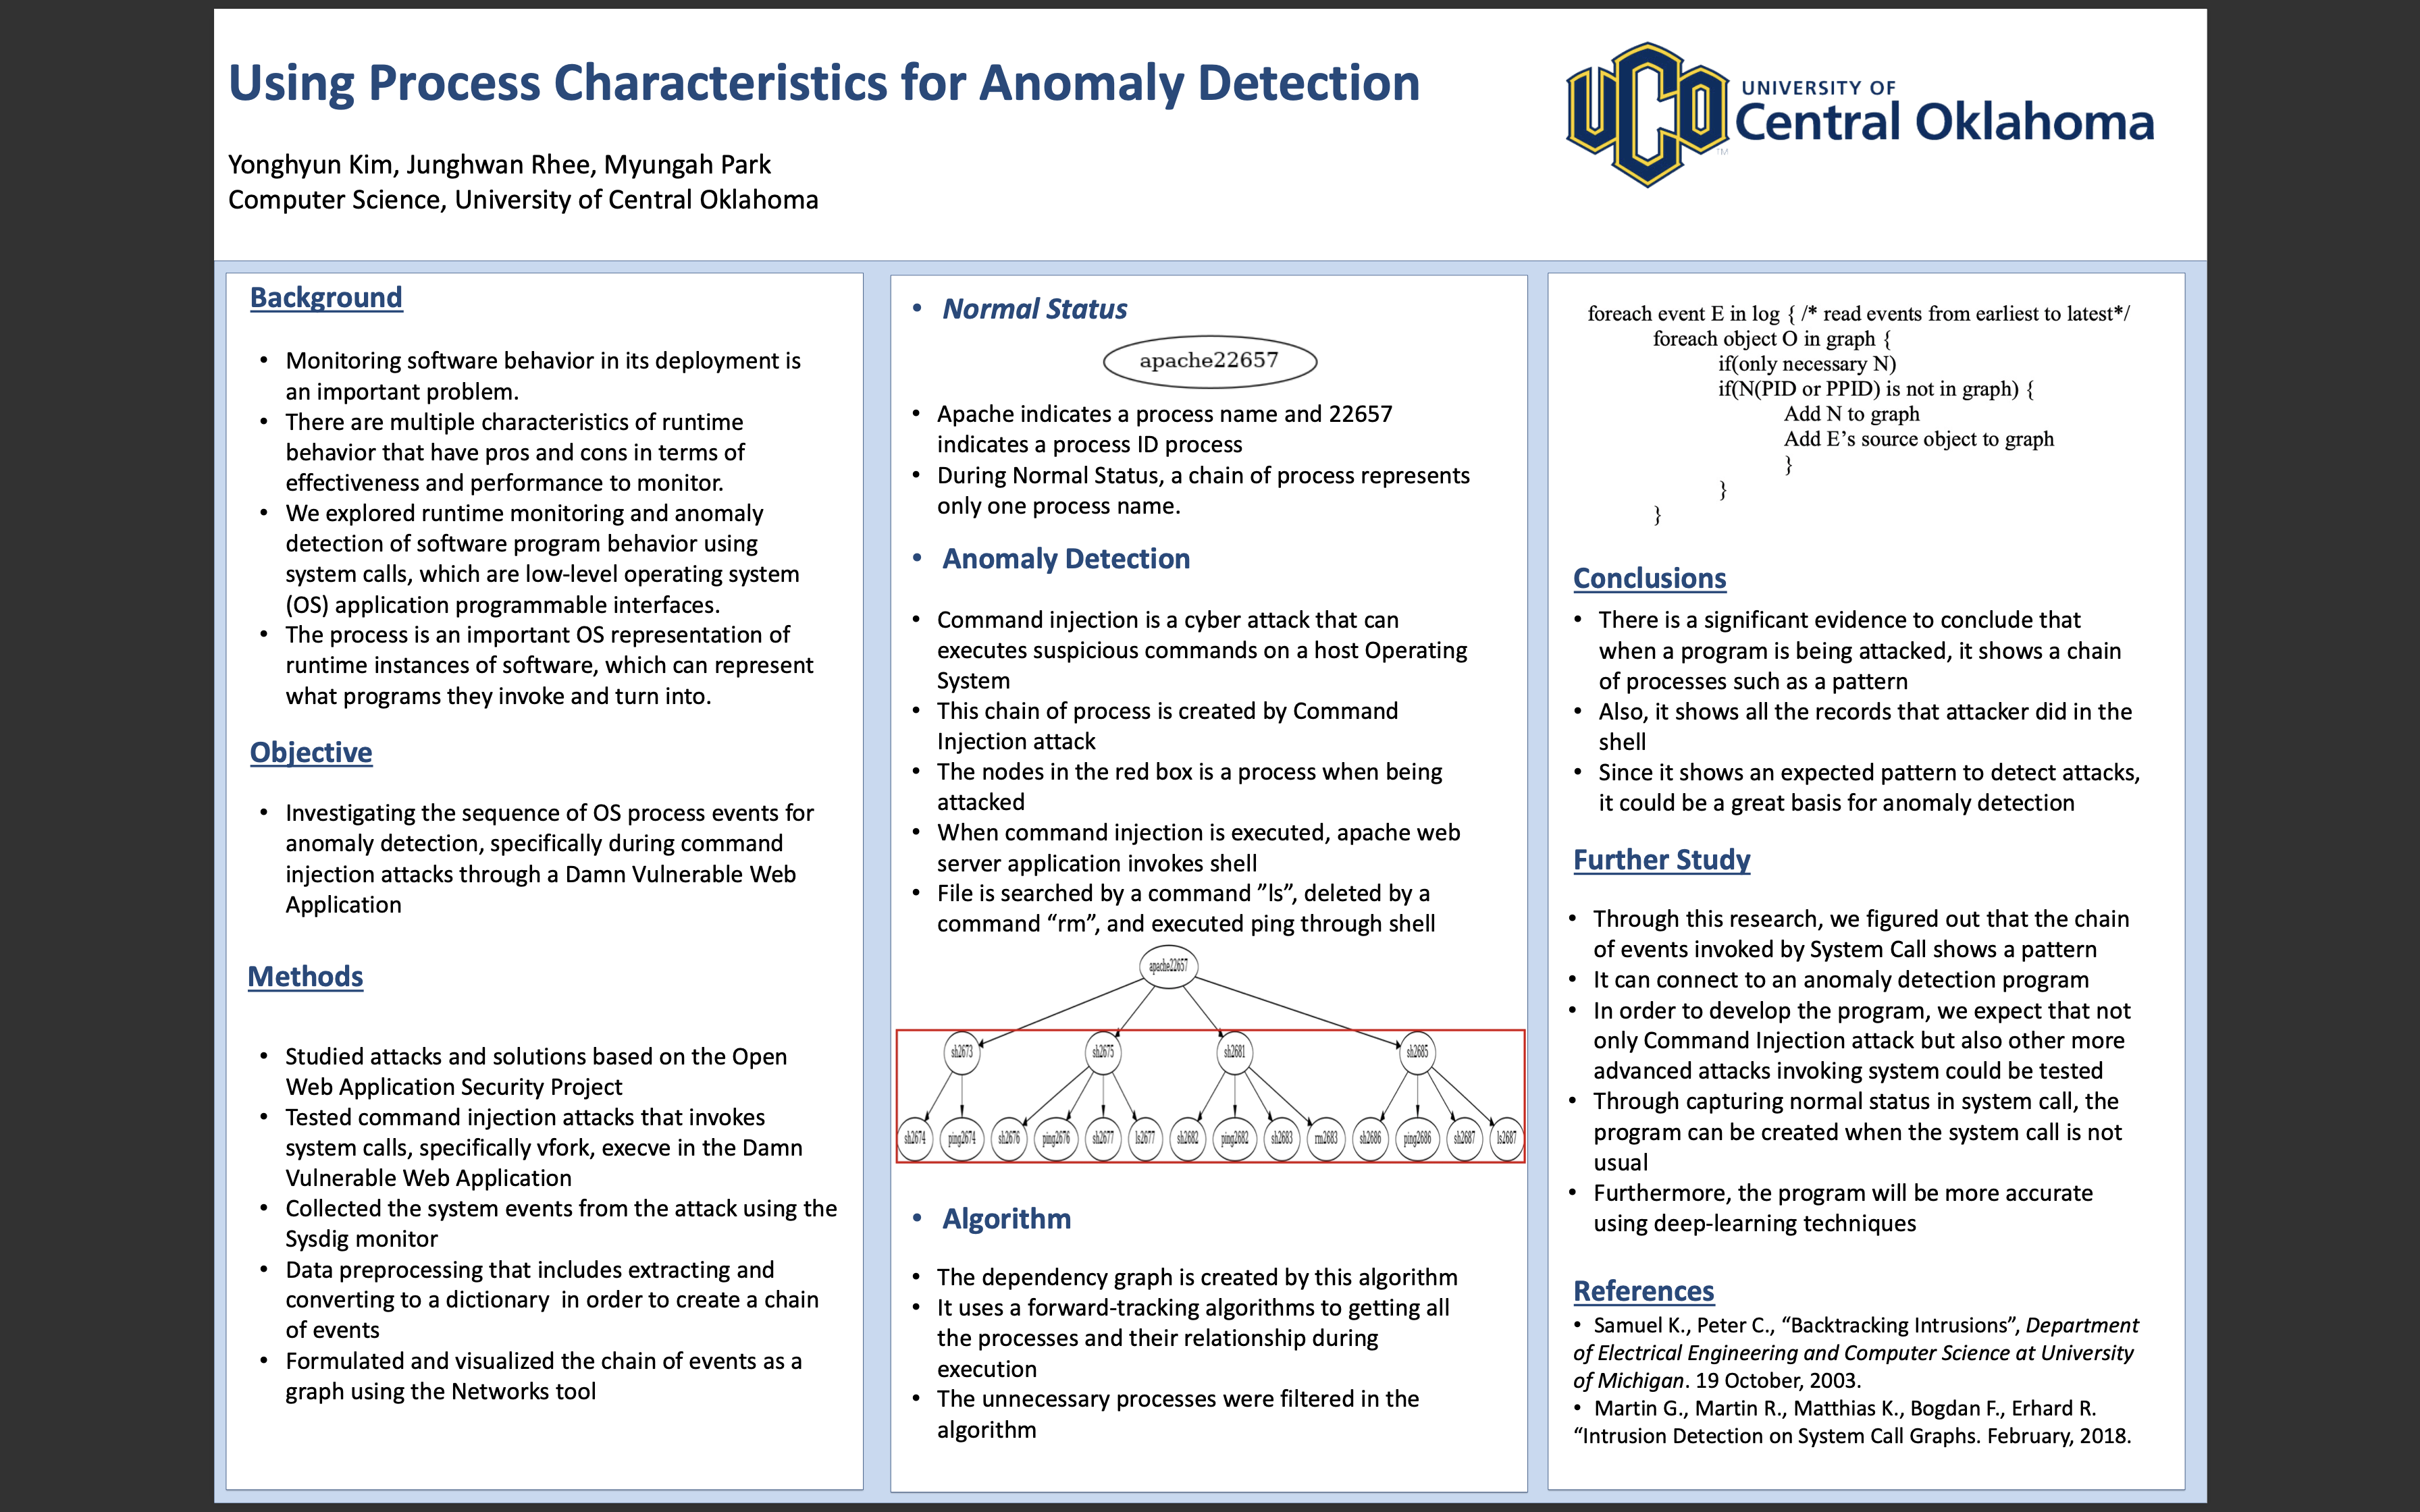 Using Process Characteristics for Anomaly Detection
Yonghyun Kim, Junghwan Rhee, Myungah Park
Computer Science, University of Central Oklahoma
UCO
UNIVERSITY OF
Central Oklahoma
TM
Background
• Monitoring software behavior in its deployment is
an important problem.
• There are multiple characteristics of runtime
behavior that have pros and cons in terms of
effectiveness and performance to monitor.
• We explored runtime monitoring and anomaly
detection of software program behavior using
system calls, which are low-level operating system
(OS) application programmable interfaces.
• The process is an important OS representation of
runtime instances of software, which can represent
what programs they invoke and turn into.
Objective
• Investigating the sequence of OS process events for
anomaly detection, specifically during command
injection attacks through a Damn Vulnerable Web
Application
Methods
• Studied attacks and solutions based on the Open
Web Application Security Project
• Tested command injection attacks that invokes
system calls, specifically vfork, execve in the Damn
Vulnerable Web Application
• Collected the system events from the attack using the
Sysdig monitor
• Data preprocessing that includes extracting and
converting to a dictionary in order to create a chain
of events
• Formulated and visualized the chain of events as a
graph using the Networks tool
• Normal Status
apache22657
• Apache indicates a process name and 22657
indicates a process ID process
• During Normal Status, a chain of process represents
only one process name.
• Anomaly Detection
• Command injection is a cyber attack that can
executes suspicious commands on a host Operating
System
• This chain of process is created by Command
Injection attack
• The nodes in the red box is a process when being
attacked
• When command injection is executed, apache web
server application invokes shell
• File is searched by a command ”ls”, deleted by a
command “rm”, and executed ping through shell
apache22657
sh2673 sh2675 sh2681 sh2685
sh2674 ping2674 sh2676 ping2676 sh2677 ls2677 sh2682 ping2682 sh2683 rm2683 sh2686 ping2686 sh2687 ls2687
• Algorithm
• The dependency graph is created by this algorithm
• It uses a forward-tracking algorithms to getting all
the processes and their relationship during
execution
• The unnecessary processes were filtered in the
algorithm
foreach event E in log { /* read events from earliest to latest*/
foreach object O in graph {
if(only necessary N)
if(N(PID or PPID) is not in graph) {
Add N to graph
Add E’s source object to graph
}
}
}
Conclusions
• There is a significant evidence to conclude that
when a program is being attacked, it shows a chain
of processes such as a pattern
• Also, it shows all the records that attacker did in the
shell
• Since it shows an expected pattern to detect attacks,
it could be a great basis for anomaly detection
Further Study
• Through this research, we figured out that the chain
of events invoked by System Call shows a pattern
• It can connect to an anomaly detection program
• In order to develop the program, we expect that not
only Command Injection attack but also other more
advanced attacks invoking system could be tested
• Through capturing normal status in system call, the
program can be created when the system call is not
usual
• Furthermore, the program will be more accurate
using deep-learning techniques
References
• Samuel K., Peter C., “Backtracking Intrusions”, Department
of Electrical Engineering and Computer Science at University
of Michigan. 19 October, 2003.
• Martin G., Martin R., Matthias K., Bogdan F., Erhard R.
“Intrusion Detection on System Call Graphs. February, 2018.